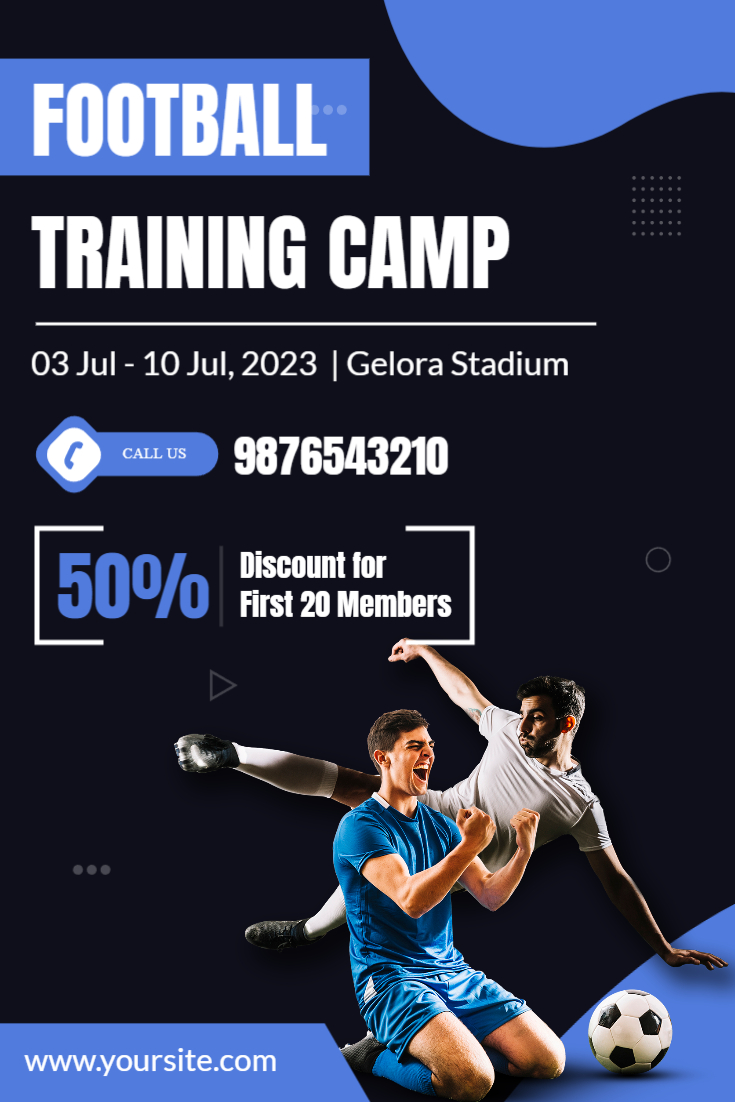 FOOTBALL
TRAINING CAMP
03 Jul - 10 Jul, 2023 | Gelora Stadium
CALL US 9876543210
50% Discount for
First 20 Members
www.yoursite.com